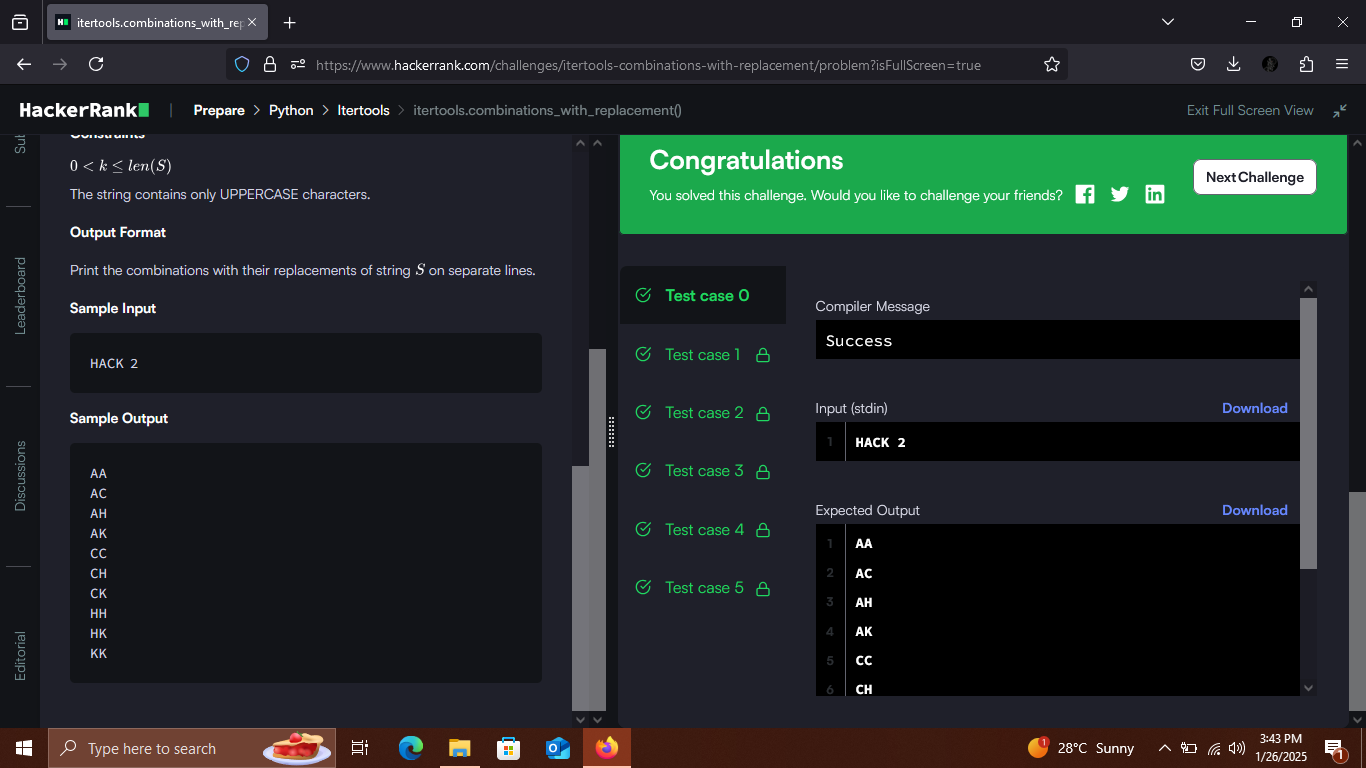 itertools.combinations_with_rep
https://www.hackerrank.com/challenges/itertools-combinations-with-replacement/problem?isFullScreen=true
HackerRank | Prepare > Python > Itertools > itertools.combinations_with_replacement()
Exit Full Screen View
Sub
Leaderboard
Discussions
Editorial
Constraints
0 < k ≤ len(S)
The string contains only UPPERCASE characters.
Output Format
Print the combinations with their replacements of string S on separate lines.
Sample Input
HACK 2
Sample Output
AA
AC
AH
AK
CC
CH
CK
HH
HK
KK
Congratulations
You solved this challenge. Would you like to challenge your friends?
Next Challenge
Test case 0
Test case 1
Test case 2
Test case 3
Test case 4
Test case 5
Compiler Message
Success
Input (stdin)
Download
1 HACK 2
Expected Output
Download
1 AA
2 AC
3 AH
4 AK
5 CC
6 CH
Type here to search
1
28°C Sunny
3:43 PM
1/26/2025
1